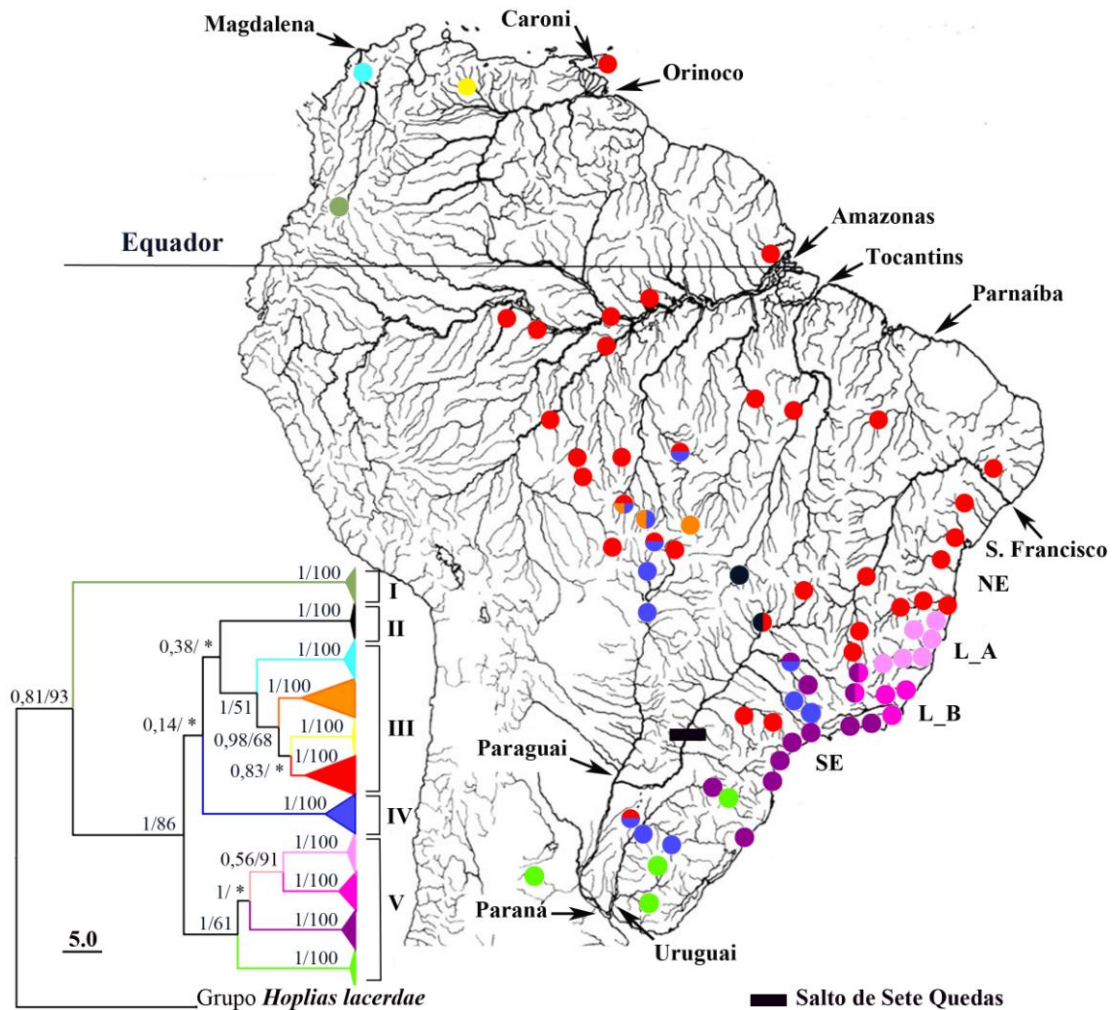 Magdalena
Caroni
Orinoco
Equador
Amazonas
Tocantins
Parnaíba
S. Francisco
NE
L_A
L_B
SE
Paraguai
Paraná
Uruguai
1/100
I
1/100
II
0,38/ *
1/100
0,81/93
1/51
1/100
0,14/ *
1/100
III
0,98/68
1/100
0,83/ *
1/86
1/100
IV
1/100
0,56/91
1/100
V
1/ *
1/100
1/61
5.0
1/100
Grupo Hoplias lacerdae
Salto de Sete Quedas